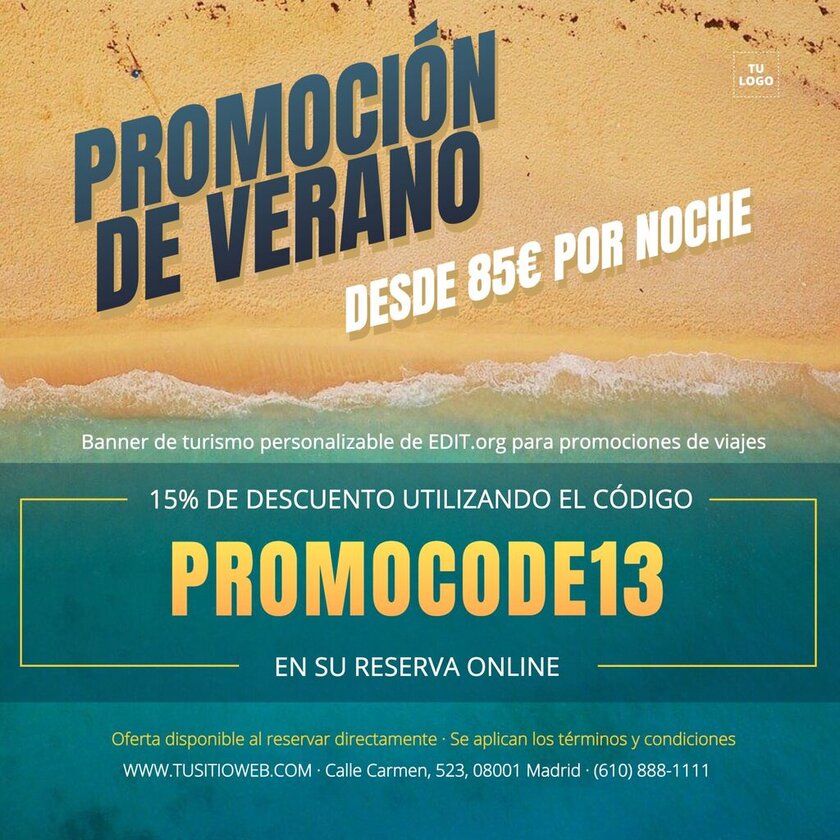 PROMOCIÓN
DE VERANO
TU
LOGO
DESDE 85€ POR NOCHE
Banner de turismo personalizable de EDIT.org para promociones de viajes
15% DE DESCUENTO UTILIZANDO EL CÓDIGO
PROMOCODE13
EN SU RESERVA ONLINE
Oferta disponible al reservar directamente · Se aplican los términos y condiciones
WWW.TUSITIOWEB.COM · Calle Carmen, 523, 08001 Madrid · (610) 888-1111